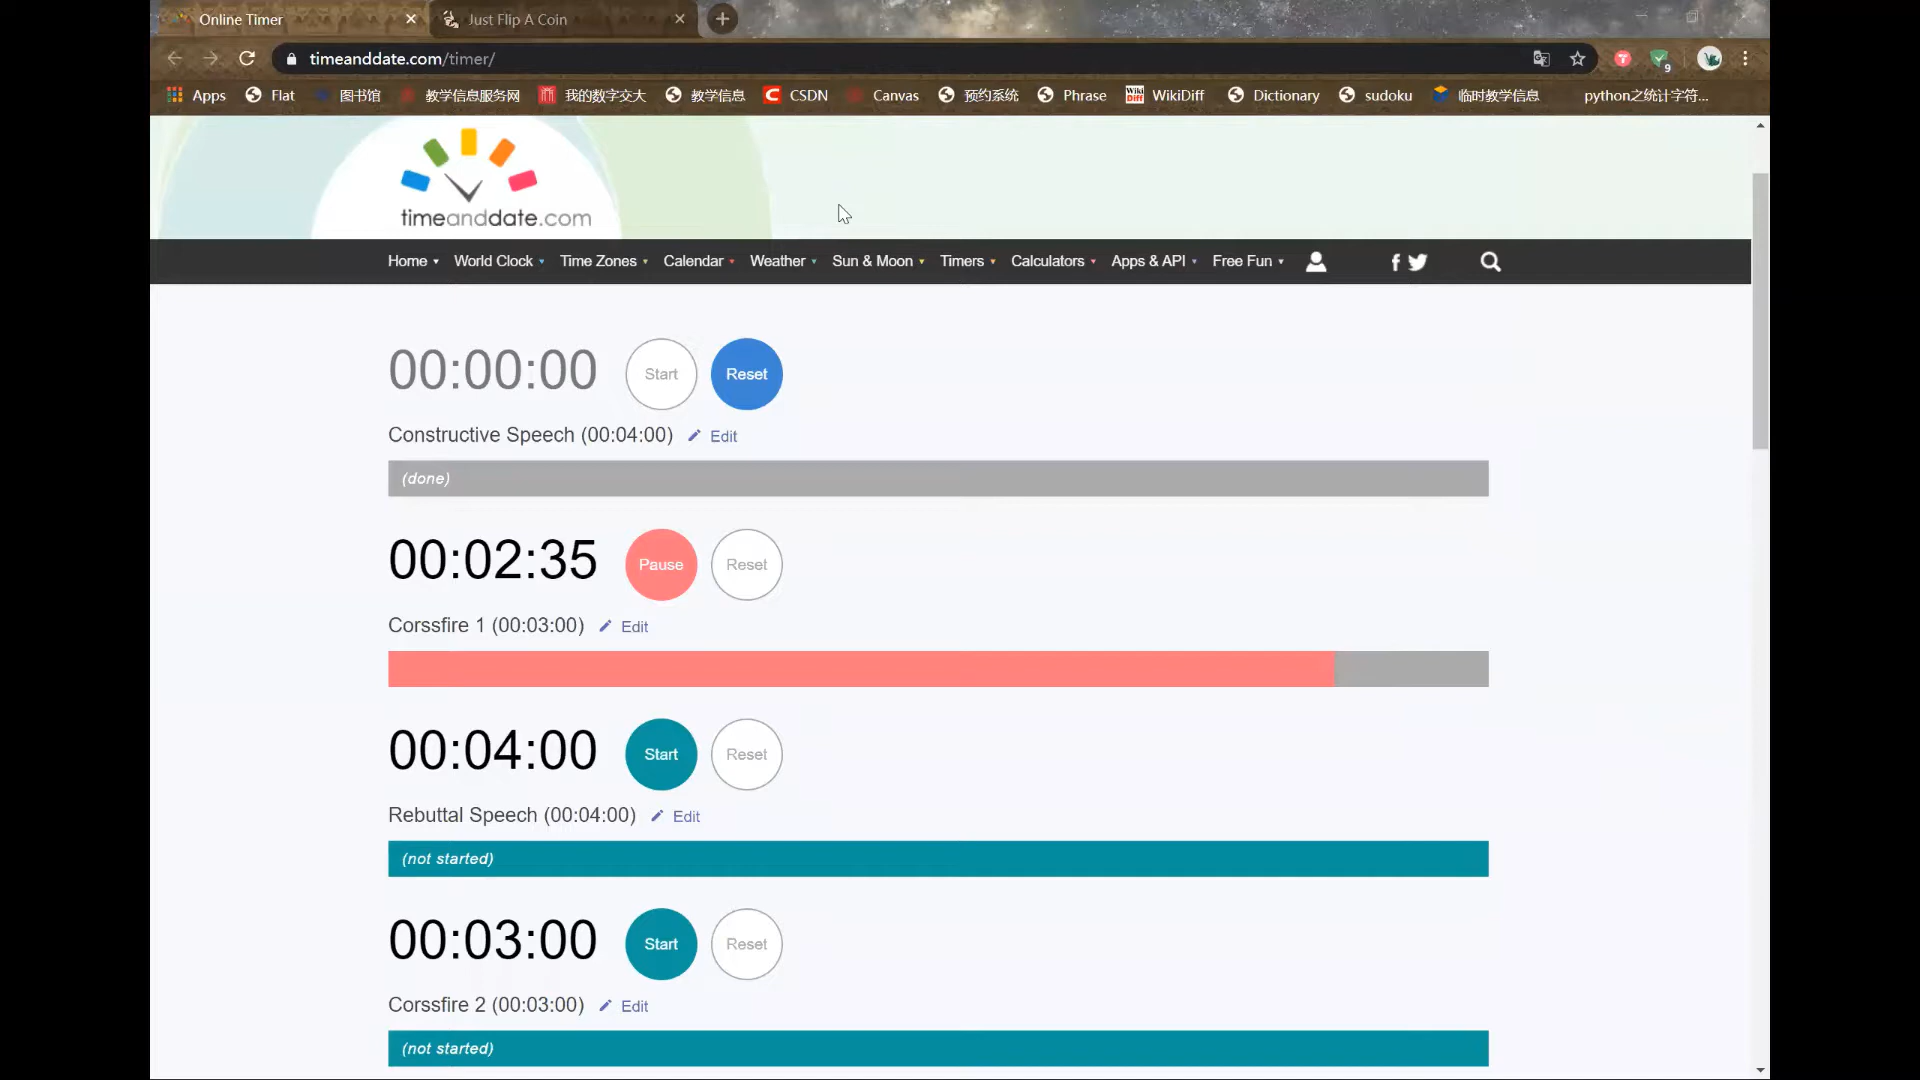 Online Timer
Just Flip A Coin
timeanddate.com/timer/
9
Apps
Flat
图书馆
教学信息服务网
我的数字交大
教学信息
CSDN
Canvas
预约系统
Phrase
Wiki
Diff
WikiDiff
Dictionary
sudoku
临时教学信息
python之统计字符...
timeanddate.com
Home World Clock Time Zones Calendar Weather Sun & Moon Timers Calculators Apps & API Free Fun
00:00:00 Start Reset
Constructive Speech (00:04:00) Edit
(done)
00:02:35 Pause Reset
Corssfire 1 (00:03:00) Edit
00:04:00 Start Reset
Rebuttal Speech (00:04:00) Edit
(not started)
00:03:00 Start Reset
Corssfire 2 (00:03:00) Edit
(not started)